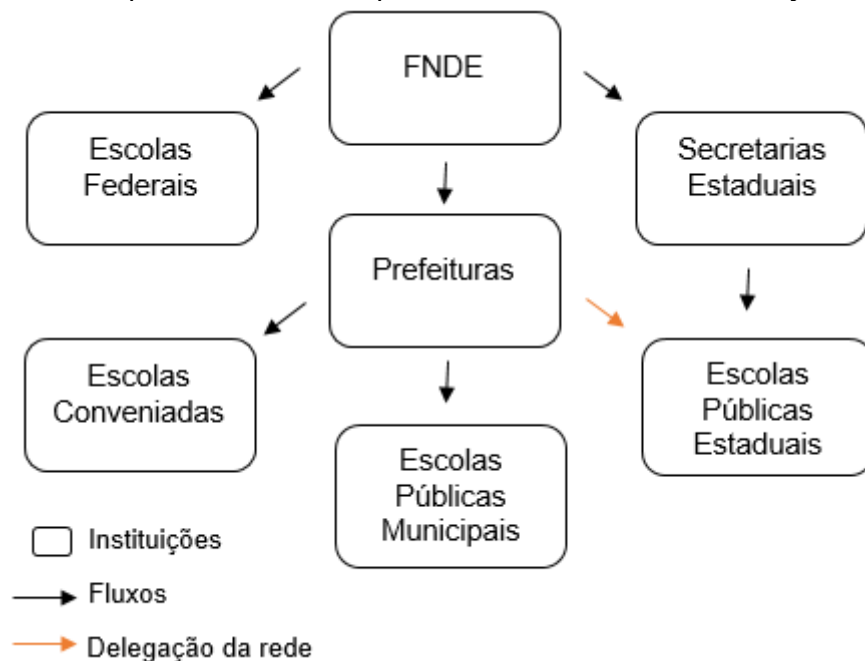 FNDE
Escolas
Federais
Secretarias
Estaduais
Prefeituras
Escolas
Conveniadas
Escolas
Públicas
Municipais
Escolas
Públicas
Estaduais
Instituições
Fluxos
Delegação da rede